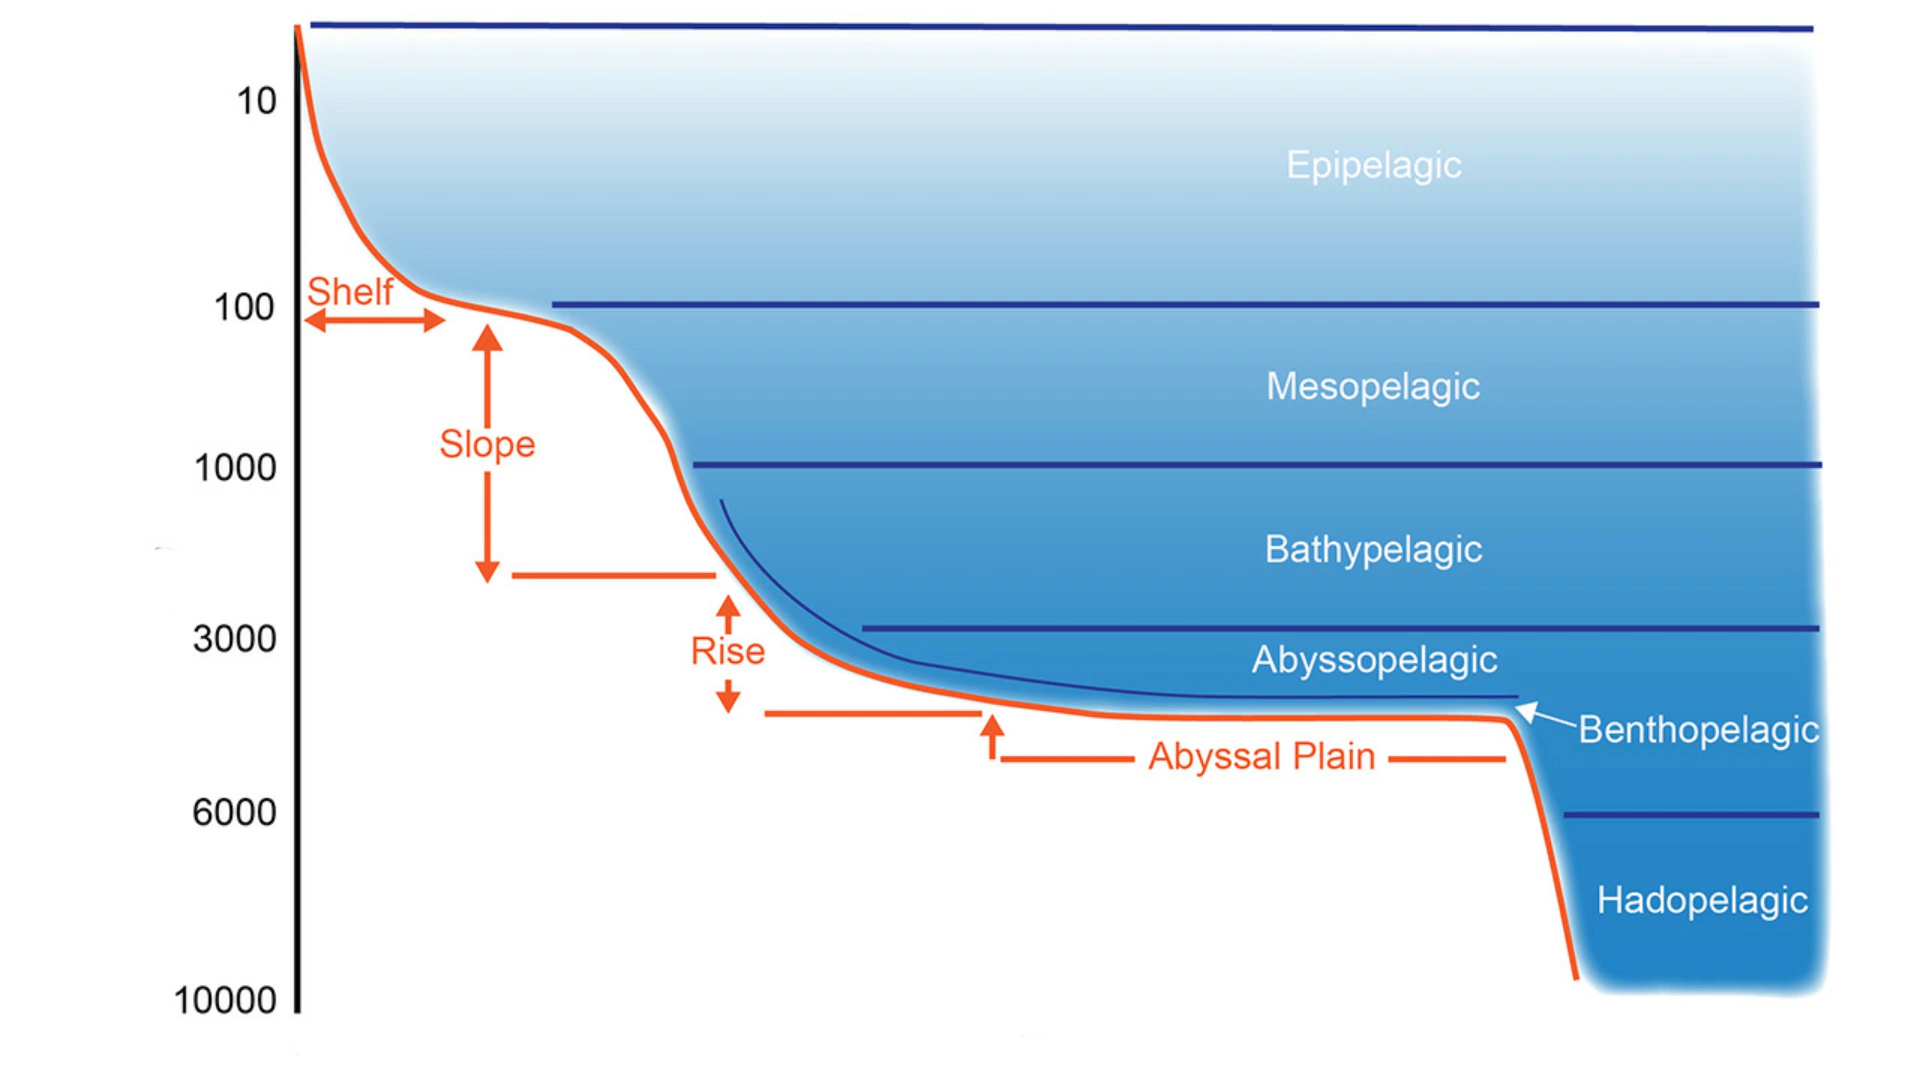 10
Epipelagic
Shelf
100
Mesopelagic
Slope
1000
Bathypelagic
3000
Rise
Abyssopelagic
Benthopelagic
Abyssal Plain
6000
Hadopelagic
10000